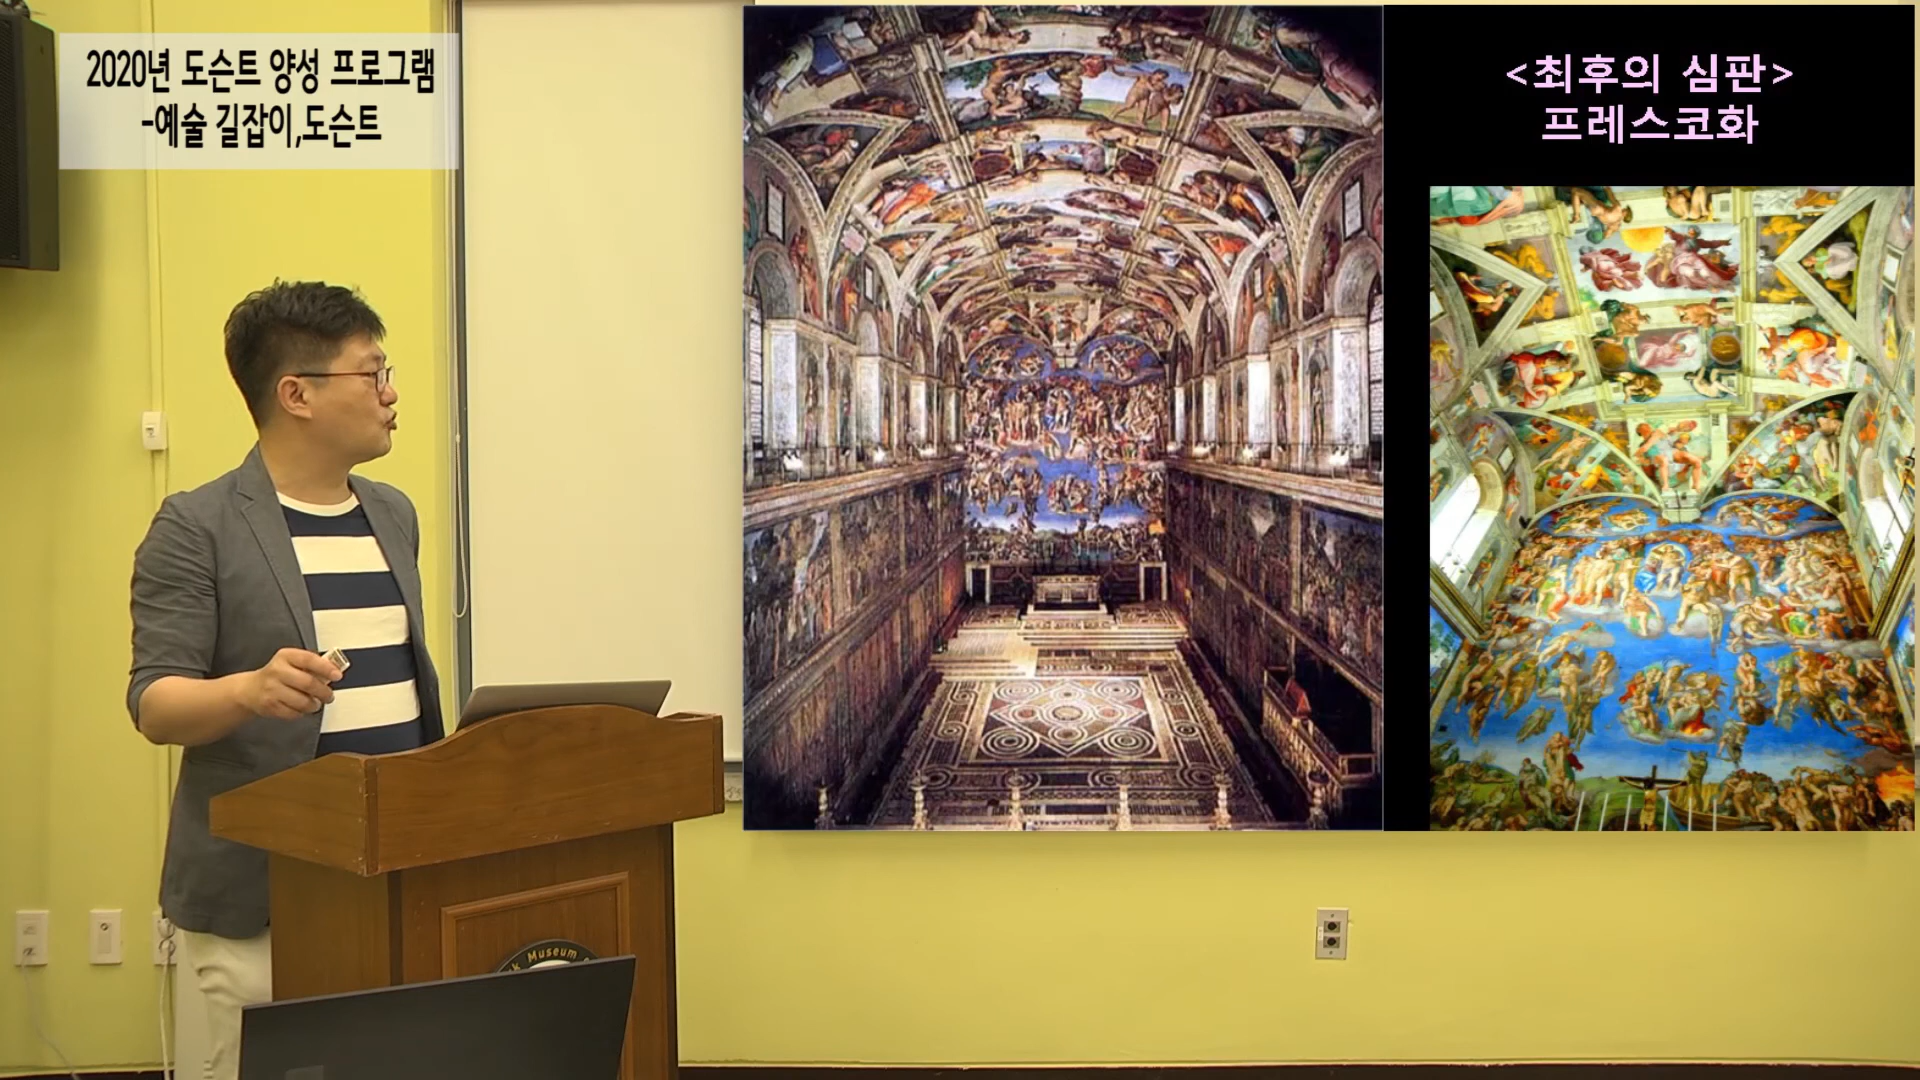 2020년 도슨트 양성 프로그램
-예술 길잡이,도슨트
<최후의 심판>
프레스코화
Museum